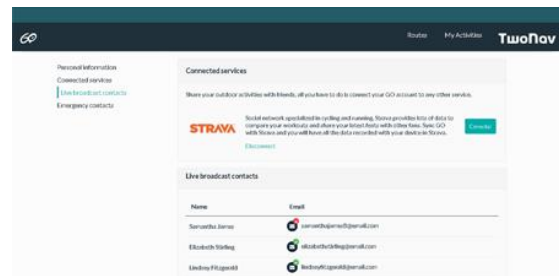 GO
Routes
My Activities
TwoNav
Personal information
Connected services
Live broadcast contacts
Emergency contacts
Connected services
Share your outdoor activities with friends, all you have to do is connect your GO account to any other service.
STRAVA
Social network specialized in cycling and running. Strava provides lots of data to
compare your workouts and share your latest feats with other fans. Sync GO
with Strava and you will have all the data recorded with your device in Strava.
Disconnect
Live broadcast contacts
Name
Email
Samantha James
Elizabeth Stirling
Lindsey Fitzgerald